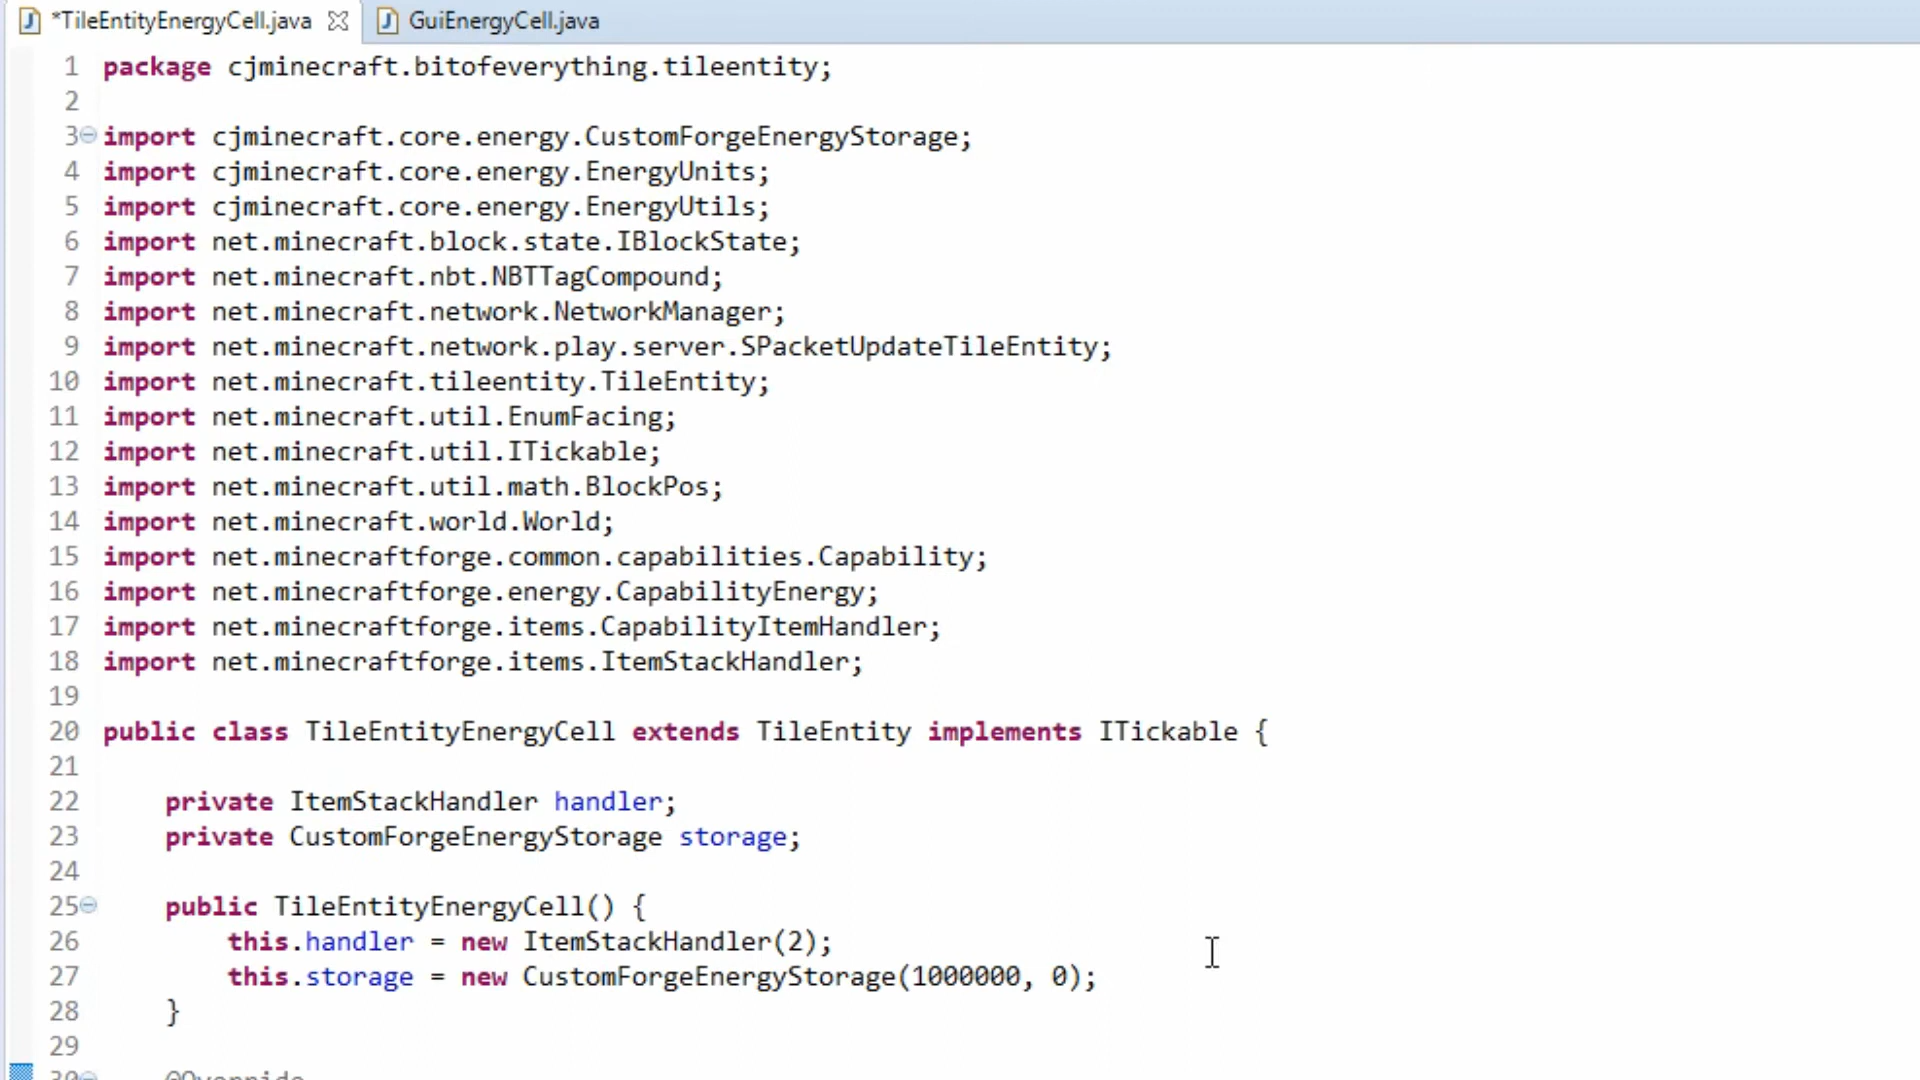 *TileEntityEnergyCell.java GuiEnergyCell.java
1 package cjminecraft.bitofeverything.tileentity;
2
3 import cjminecraft.core.energy.CustomForgeEnergyStorage;
4 import cjminecraft.core.energy.EnergyUnits;
5 import cjminecraft.core.energy.EnergyUtils;
6 import net.minecraft.block.state.IBlockState;
7 import net.minecraft.nbt.NBTTagCompound;
8 import net.minecraft.network.NetworkManager;
9 import net.minecraft.network.play.server.SPacketUpdateTileEntity;
10 import net.minecraft.tileentity.TileEntity;
11 import net.minecraft.util.EnumFacing;
12 import net.minecraft.util.ITickable;
13 import net.minecraft.util.math.BlockPos;
14 import net.minecraft.world.World;
15 import net.minecraftforge.common.capabilities.Capability;
16 import net.minecraftforge.energy.CapabilityEnergy;
17 import net.minecraftforge.items.CapabilityItemHandler;
18 import net.minecraftforge.items.ItemStackHandler;
19
20 public class TileEntityEnergyCell extends TileEntity implements ITickable {
21
22 private ItemStackHandler handler;
23 private CustomForgeEnergyStorage storage;
24
25 public TileEntityEnergyCell() {
26 this.handler = new ItemStackHandler(2);
27 this.storage = new CustomForgeEnergyStorage(1000000, 0);
28 }
29
30 @Override